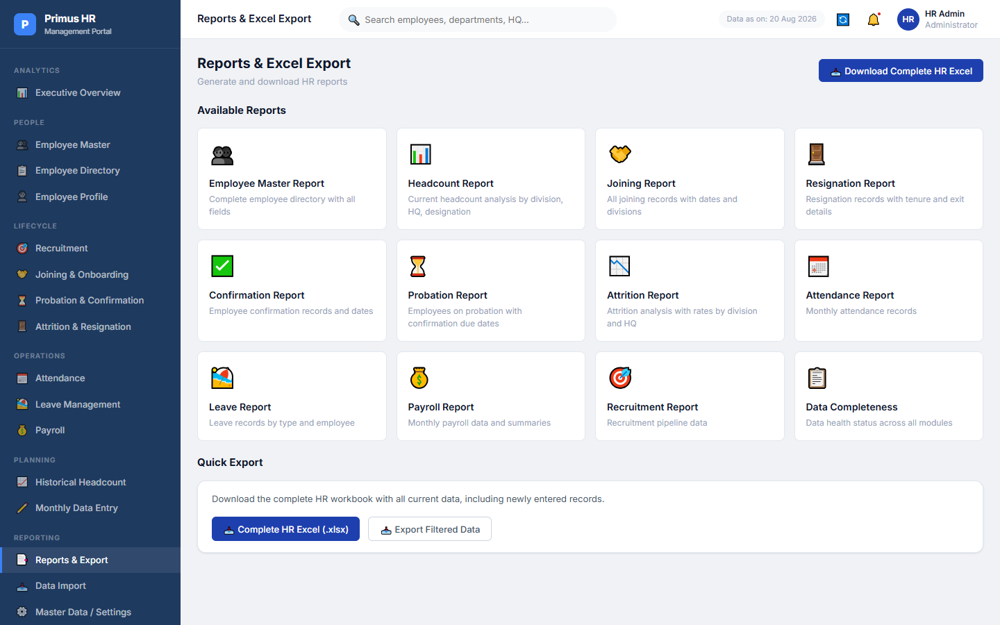 P
Primus HR
Management Portal
ANALYTICS
Executive Overview
PEOPLE
Employee Master
Employee Directory
Employee Profile
LIFECYCLE
Recruitment
Joining & Onboarding
Probation & Confirmation
Attrition & Resignation
OPERATIONS
Attendance
Leave Management
Payroll
PLANNING
Historical Headcount
Monthly Data Entry
REPORTING
Reports & Export
Data Import
Master Data / Settings
Reports & Excel Export
Search employees, departments, HQ...
Data as on: 20 Aug 2026
HR
HR Admin
Administrator
Reports & Excel Export
Generate and download HR reports
Download Complete HR Excel
Available Reports
Employee Master Report
Complete employee directory with all
fields
Headcount Report
Current headcount analysis by division,
HQ, designation
Joining Report
All joining records with dates and
divisions
Resignation Report
Resignation records with tenure and exit
details
Confirmation Report
Employee confirmation records and dates
Probation Report
Employees on probation with
confirmation due dates
Attrition Report
Attrition analysis with rates by division
and HQ
Attendance Report
Monthly attendance records
Leave Report
Leave records by type and employee
Payroll Report
Monthly payroll data and summaries
Recruitment Report
Recruitment pipeline data
Data Completeness
Data health status across all modules
Quick Export
Download the complete HR workbook with all current data, including newly entered records.
Complete HR Excel (.xlsx)
Export Filtered Data